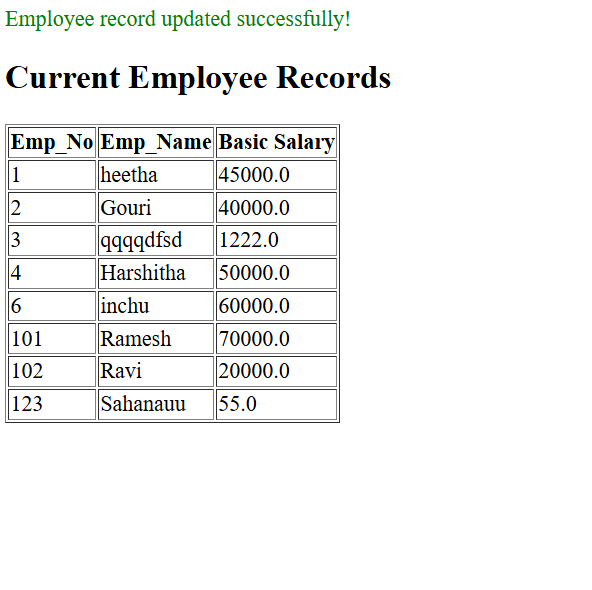 Employee record updated successfully!
Current Employee Records
Emp_No Emp_Name Basic Salary
1 heetha 45000.0
2 Gouri 40000.0
3 qqqqdfsd 1222.0
4 Harshitha 50000.0
6 inchu 60000.0
101 Ramesh 70000.0
102 Ravi 20000.0
123 Sahanauu 55.0